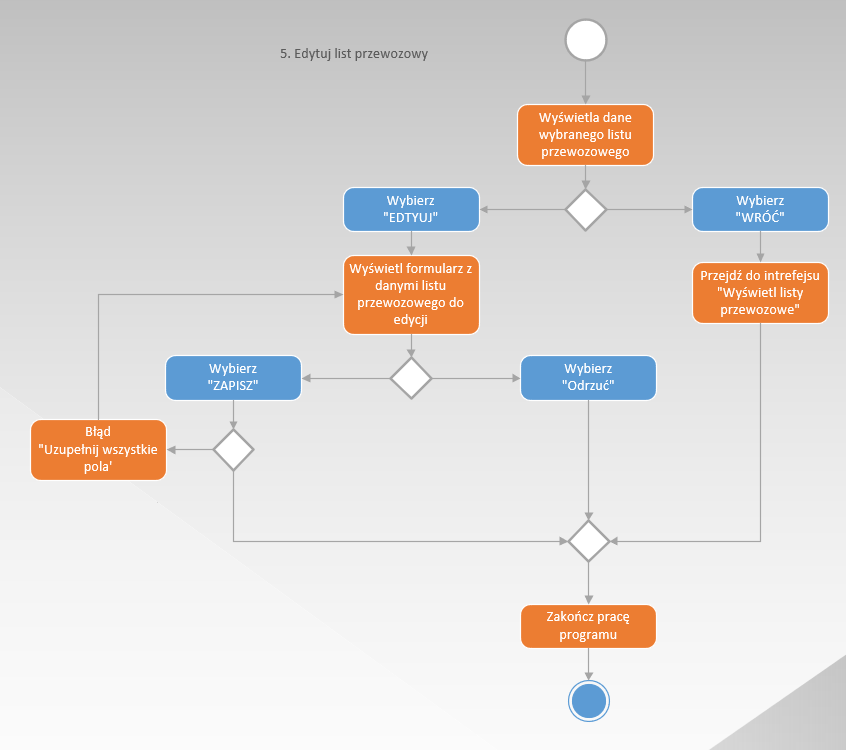 5. Edytuj list przewozowy
Wyświetla dane
wybranego listu
przewozowego
Wybierz
"EDTYUJ"
Wybierz
"WRÓĆ"
Wyświetl formularz z
danymi listu
przewozowego do
edycji
Przejdź do intrefejsu
"Wyświetl listy
przewozowe"
Wybierz
"ZAPISZ"
Wybierz
"Odrzuć"
Błąd
"Uzupełnij wszystkie
pola'
Zakończ pracę
programu